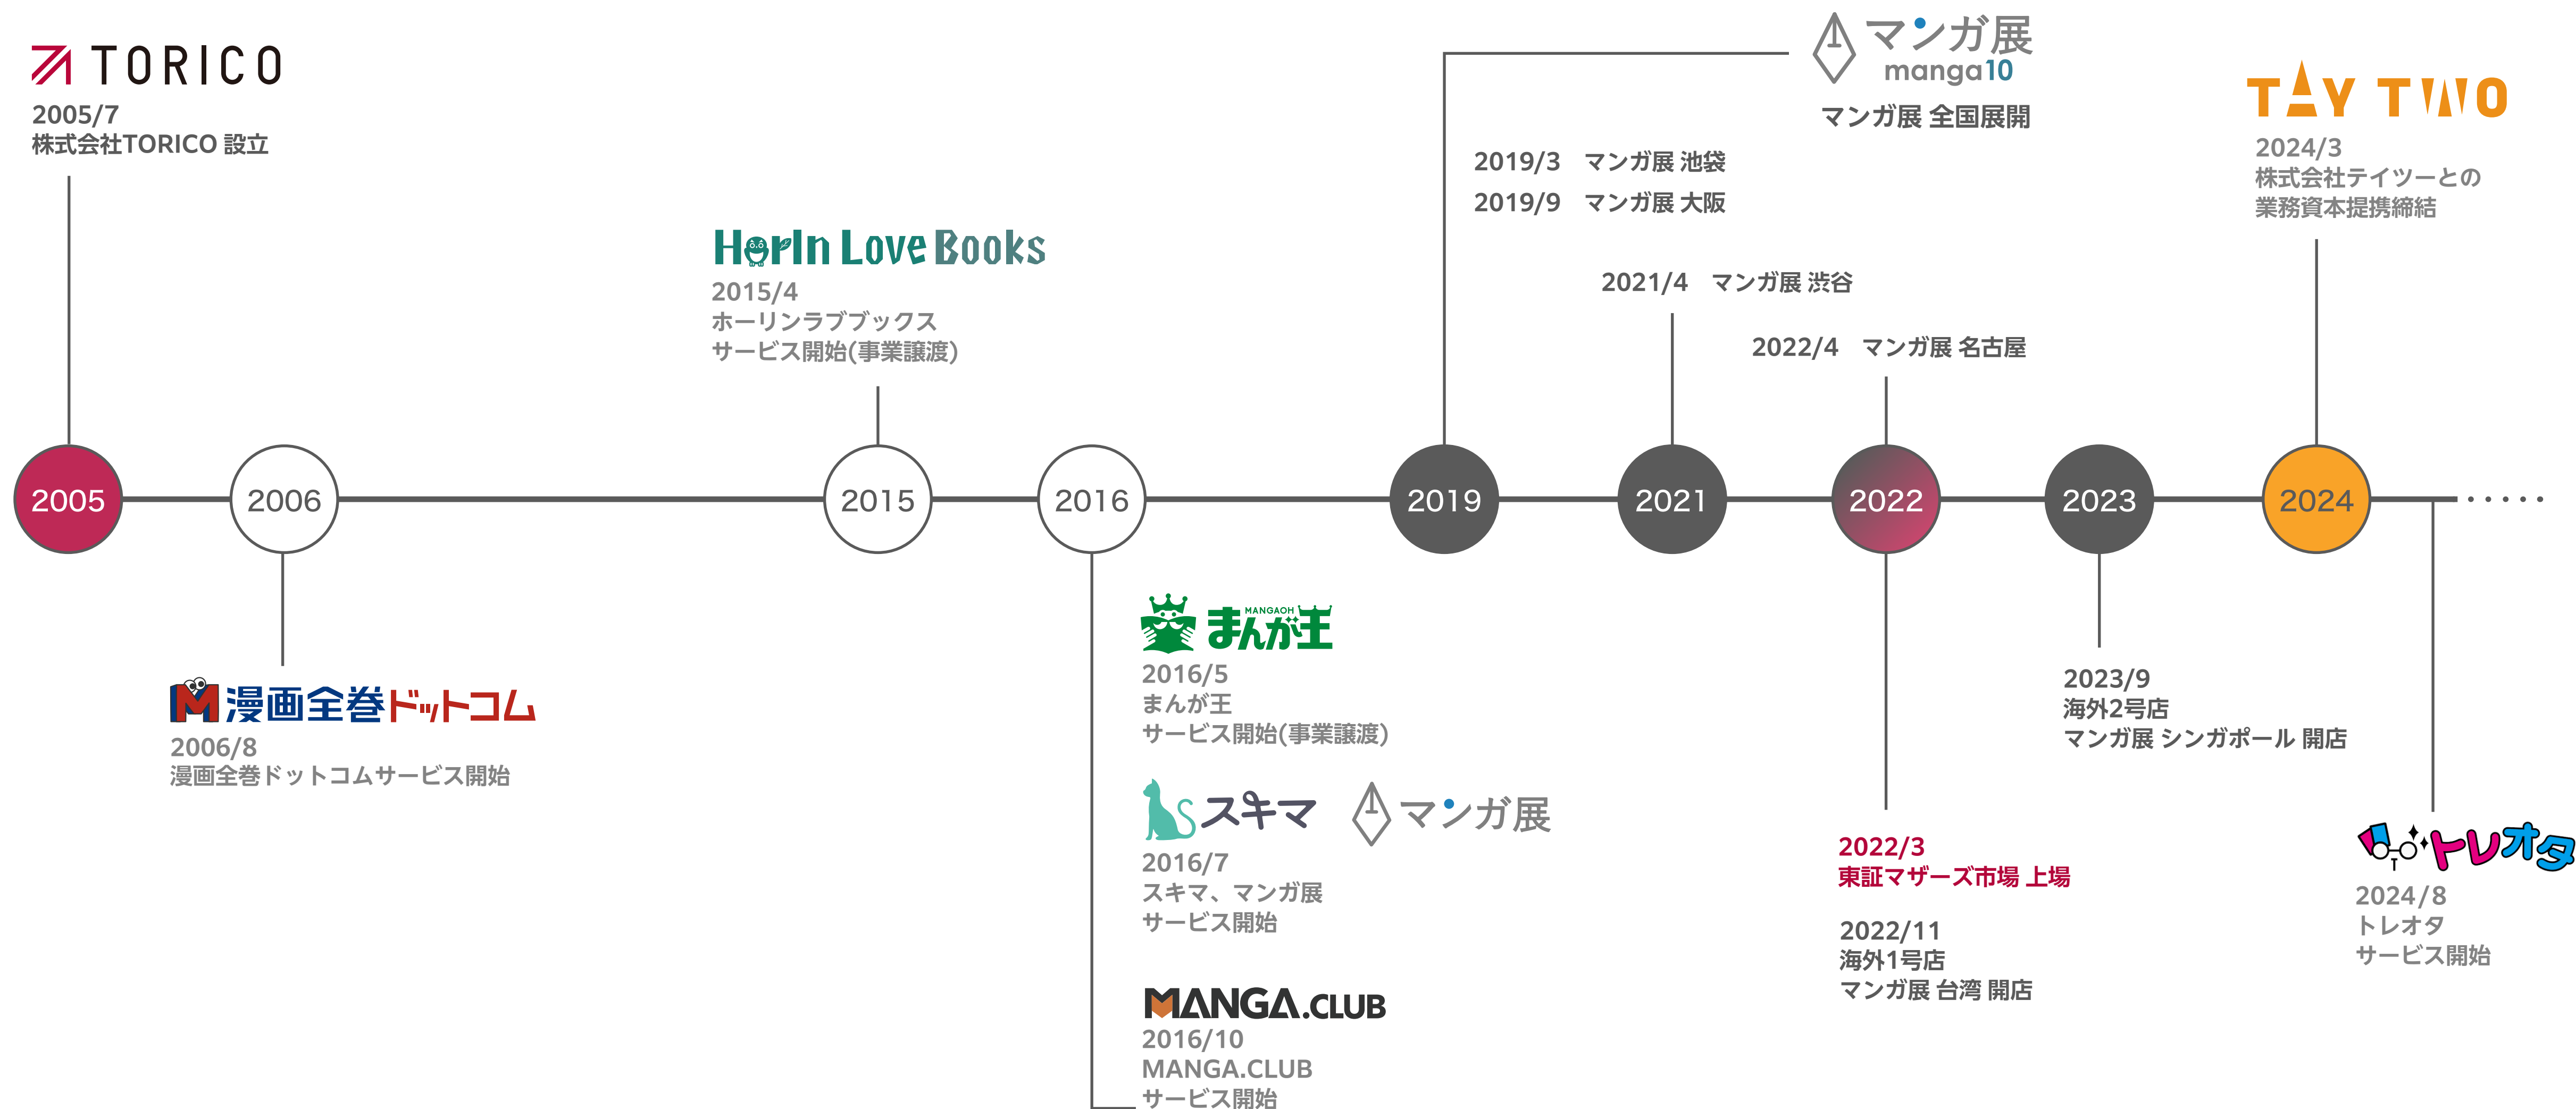 TORICO
2005/7
株式会社TORICO 設立
HorIn Love Books
2015/4
ホーリンラブブックス
サービス開始(事業譲渡)
マンガ展
manga10
マンガ展 全国展開
2019/3　マンガ展 池袋
2019/9　マンガ展 大阪
2021/4　マンガ展 渋谷
2022/4　マンガ展 名古屋
TAY TWO
2024/3
株式会社テイツーとの
業務資本提携締結
2005
2006
2015
2016
2019
2021
2022
2023
2024
M 漫画全巻ドットコム
2006/8
漫画全巻ドットコムサービス開始
MANGAOH
まんが王
2016/5
まんが王
サービス開始(事業譲渡)
スキマ マンガ展
2016/7
スキマ、マンガ展
サービス開始
MANGA.CLUB
2016/10
MANGA.CLUB
サービス開始
2022/3
東証マザーズ市場 上場
2022/11
海外1号店
マンガ展 台湾 開店
2023/9
海外2号店
マンガ展 シンガポール 開店
トレオタ
2024/8
トレオタ
サービス開始